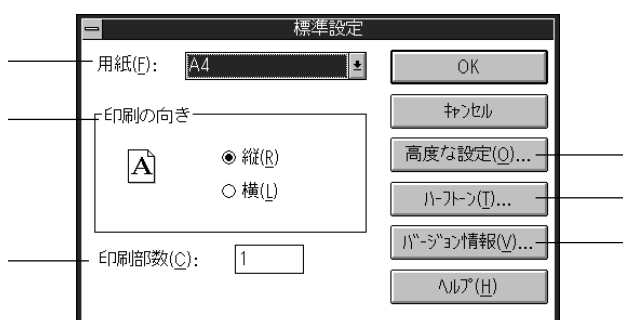 標準設定
用紙(F): A4
印刷の向き
A
縦(R)
横(L)
印刷部数(C): 1
OK
ｷｬﾝｾﾙ
高度な設定(O)...
ﾊｰﾌﾄｰﾝ(T)...
ﾊﾞｰｼﾞｮﾝ情報(V)...
ﾍﾙﾌﾟ(H)